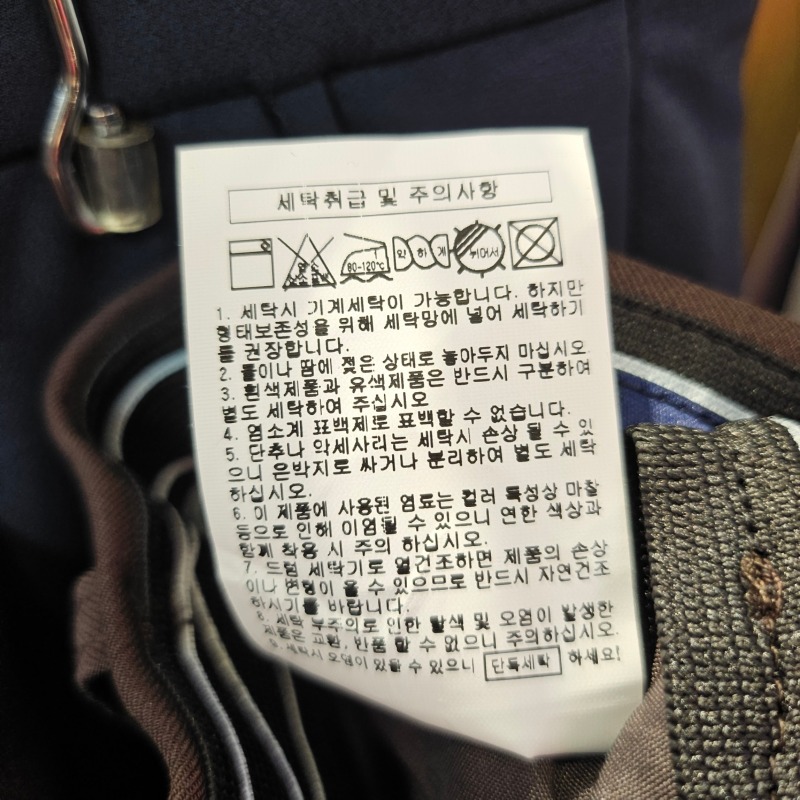 세탁취급 및 주의사항
80-120℃
약 하 게
뉘어서
1. 세탁시 기계세탁이 가능합니다. 하지만
형태보존성을 위해 세탁망에 넣어 세탁하기
를 권장합니다.
2. 물이나 땀에 젖은 상태로 놓아두지 마십시오.
3. 흰색제품과 유색제품은 반드시 구분하여
별도 세탁하여 주십시오
4. 염소계 표백제로 표백할 수 없습니다.
5. 단추나 악세사리는 세탁시 손상 될 수 있
으니 은박지로 싸거나 분리하여 별도 세탁
하십시오.
6. 이 제품에 사용된 염료는 컬러 특성상 마찰
등으로 인해 이염될 수 있으니 연한 색상과
함께 착용 시 주의 하십시오.
7. 드럼 세탁기로 열건조하면 제품의 손상
이나 변형이 올 수 있으므로 반드시 자연건조
하시기를 바랍니다.
8. 세탁 부주의로 인한 탈색 및 오염이 발생한
제품은 교환, 반품 할 수 없으니 주의하십시오.
9. 세탁시 오염이 있을 수 있으니 단독세탁 하세요!